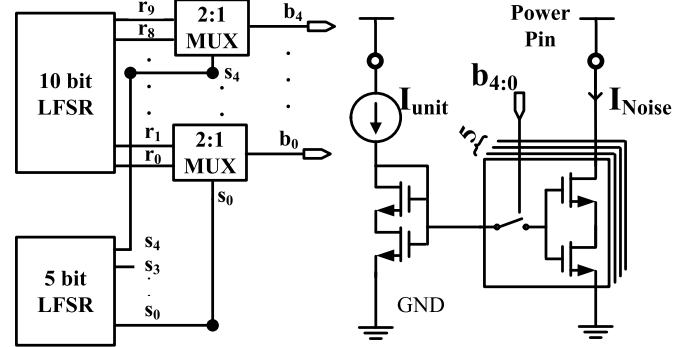 r9
r8
2:1
MUX
b4
10 bit
LFSR
s4
r1
r0
2:1
MUX
b0
s0
5 bit
LFSR
s4
s3
s0
Iunit
GND
Power
Pin
b4:0
INoise
5{